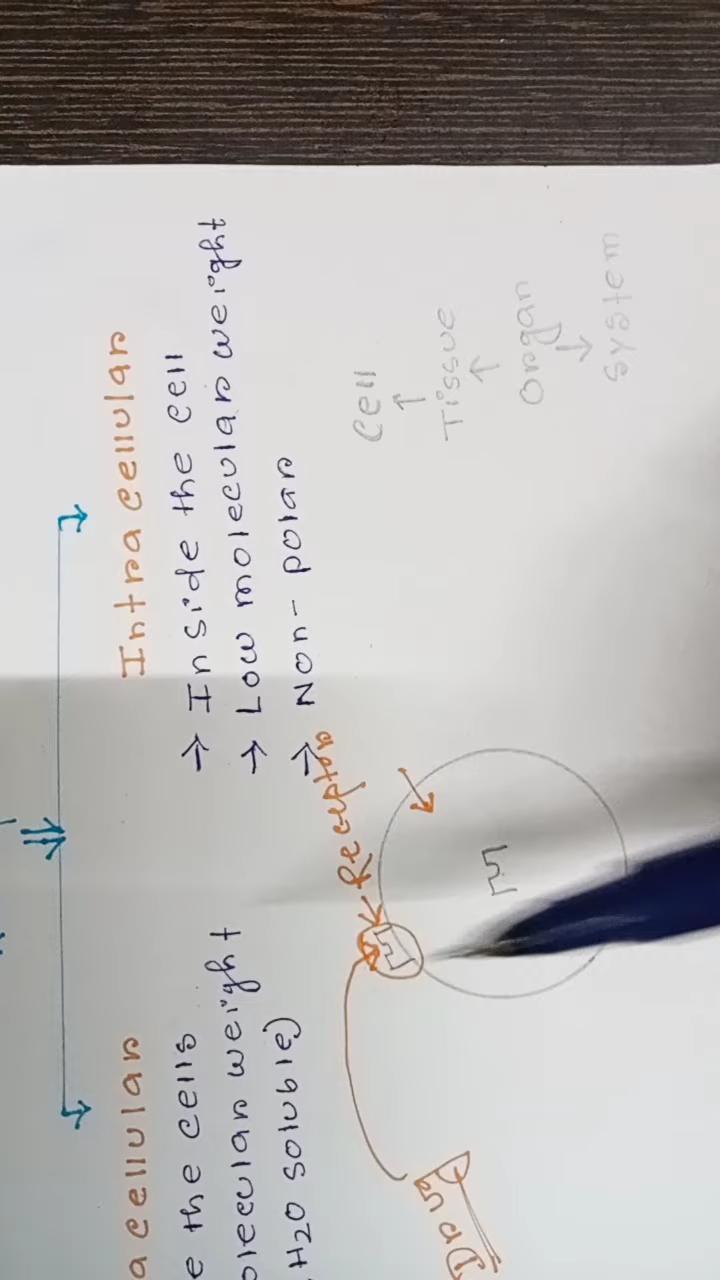 a cellular
e the cells
olecular weight
H2O soluble)
Intra cellular
→ Inside the cell
→ Low molecular weight
→ Non-polar
Receptor
Drug
Cell
↑
Tissue
↑
Organ
↓
System